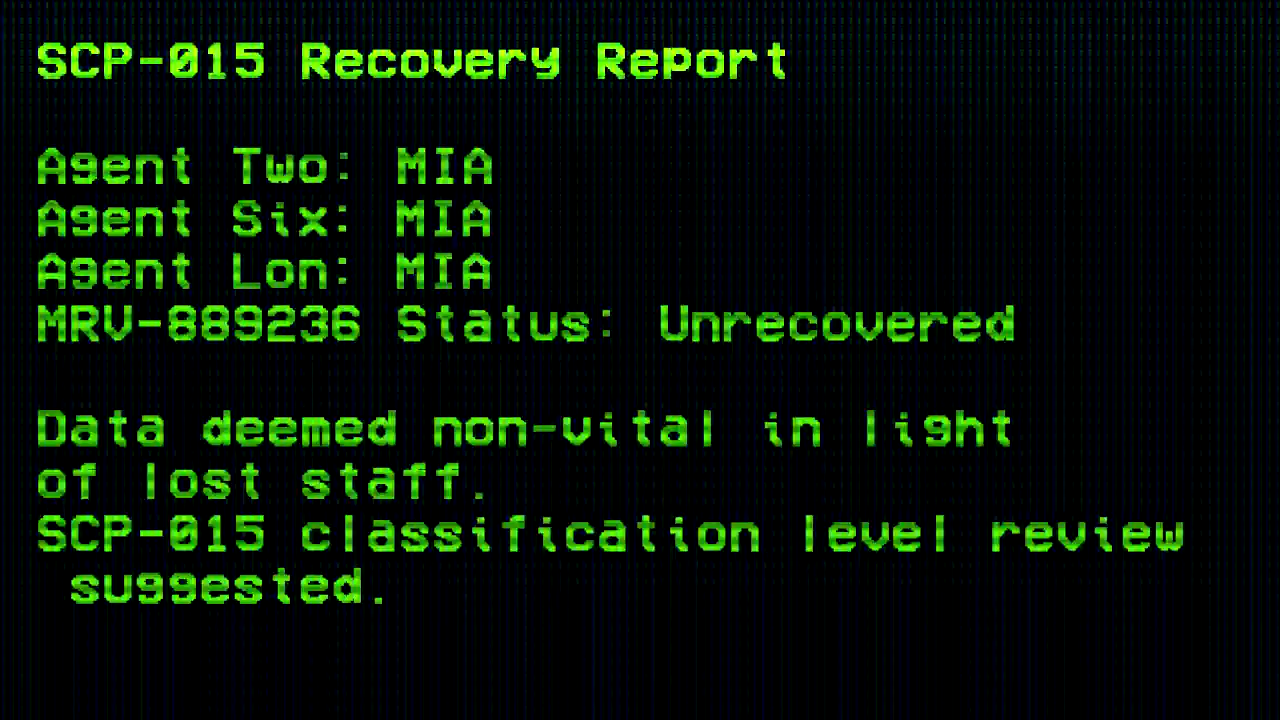 SCP-015 Recovery Report
Agent Two: MIA
Agent Six: MIA
Agent Lon: MIA
MRV-889236 Status: Unrecovered
Data deemed non-vital in light
of lost staff.
SCP-015 classification level review
suggested.